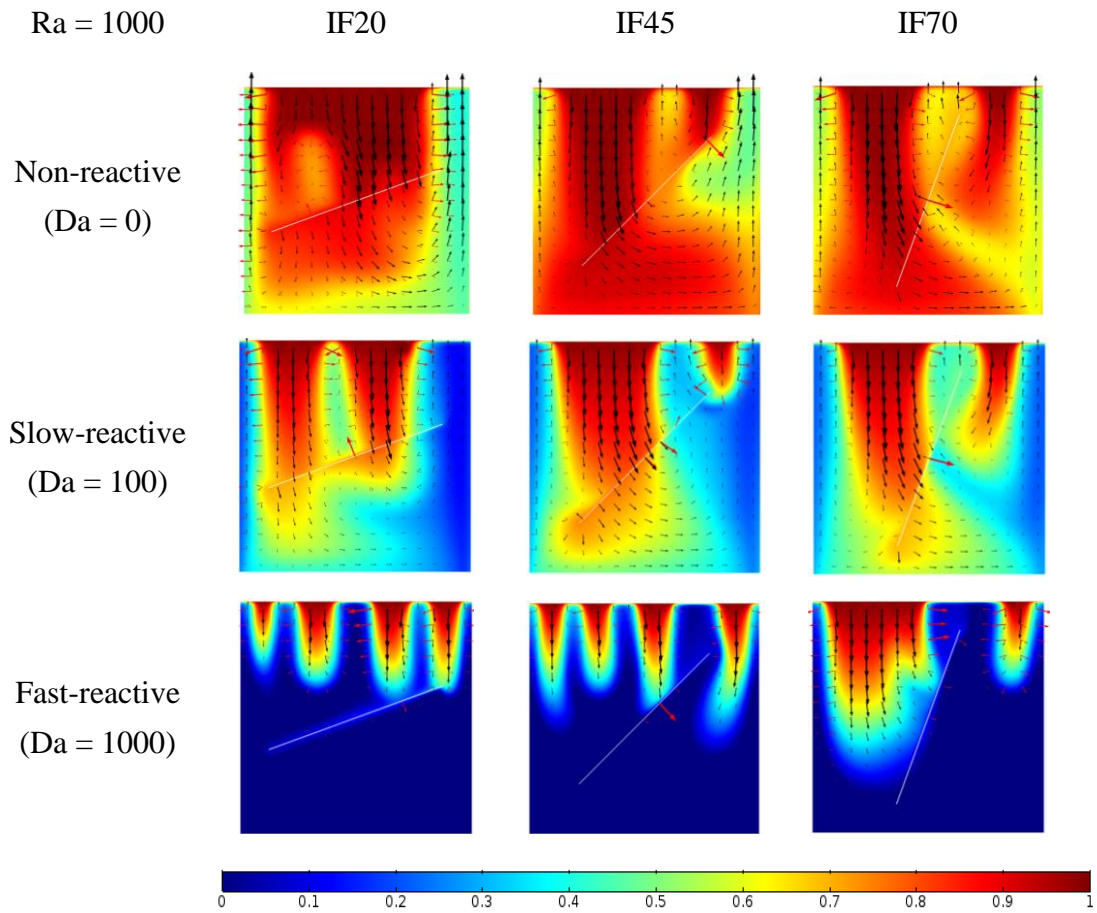 Ra = 1000 IF20 IF45 IF70
Non-reactive
(Da = 0)
Slow-reactive
(Da = 100)
Fast-reactive
(Da = 1000)
0 0.1 0.2 0.3 0.4 0.5 0.6 0.7 0.8 0.9 1